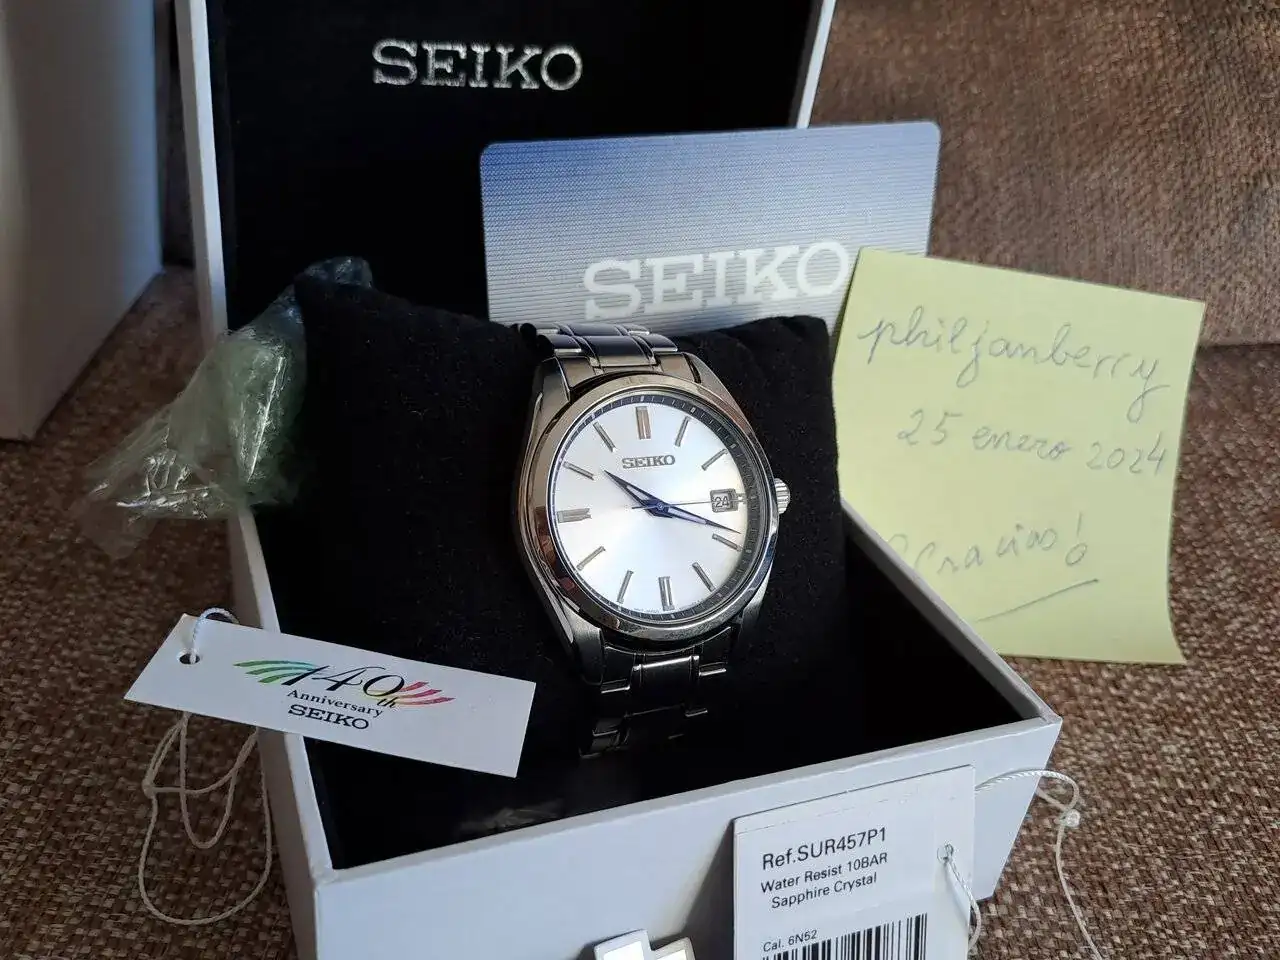 SEIKO
SEIKO
philjanberry
25 enero 2024
Gracias!
SEIKO
24
140th
Anniversary
SEIKO
Ref.SUR457P1
Water Resist 10BAR
Sapphire Crystal
Cal. 6N52